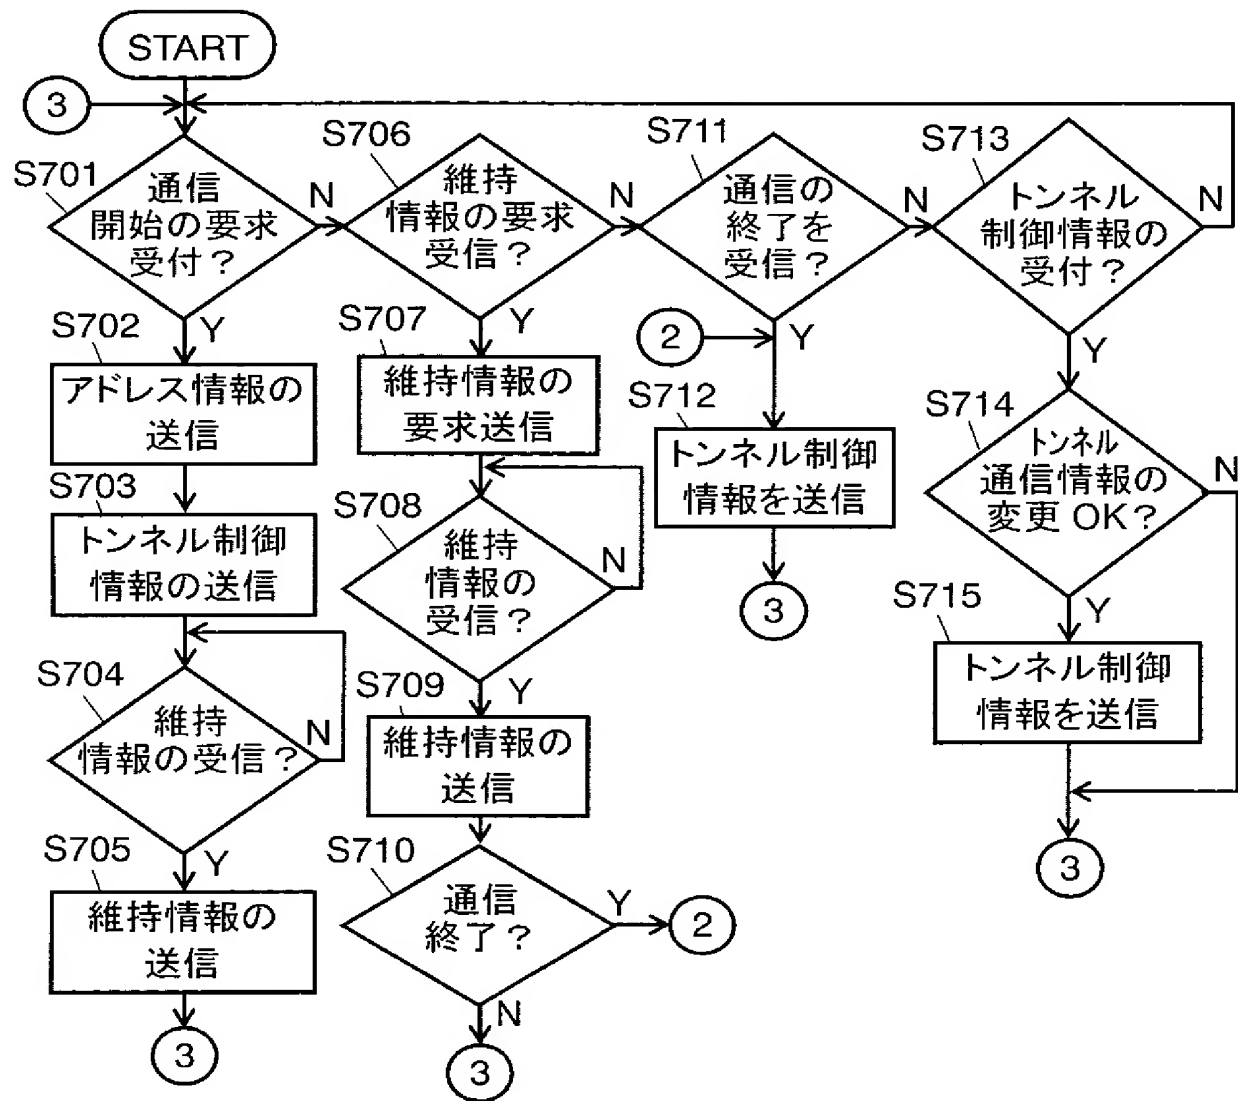 START
3
S701
通信
開始の要求
受付？
N
Y
S702
アドレス情報の
送信
S703
トンネル制御
情報の送信
S704
維持
情報の受信？
N
Y
S705
維持情報の
送信
3
S706
維持
情報の要求
受信？
N
Y
S707
維持情報の
要求送信
S708
維持
情報の
受信？
N
Y
S709
維持情報の
送信
S710
通信
終了？
Y
2
N
3
S711
通信の
終了を
受信？
N
Y
2
S712
トンネル制御
情報を送信
3
S713
トンネル
制御情報の
受付？
N
Y
S714
トンネル
通信情報の
変更 OK？
N
Y
S715
トンネル制御
情報を送信
3